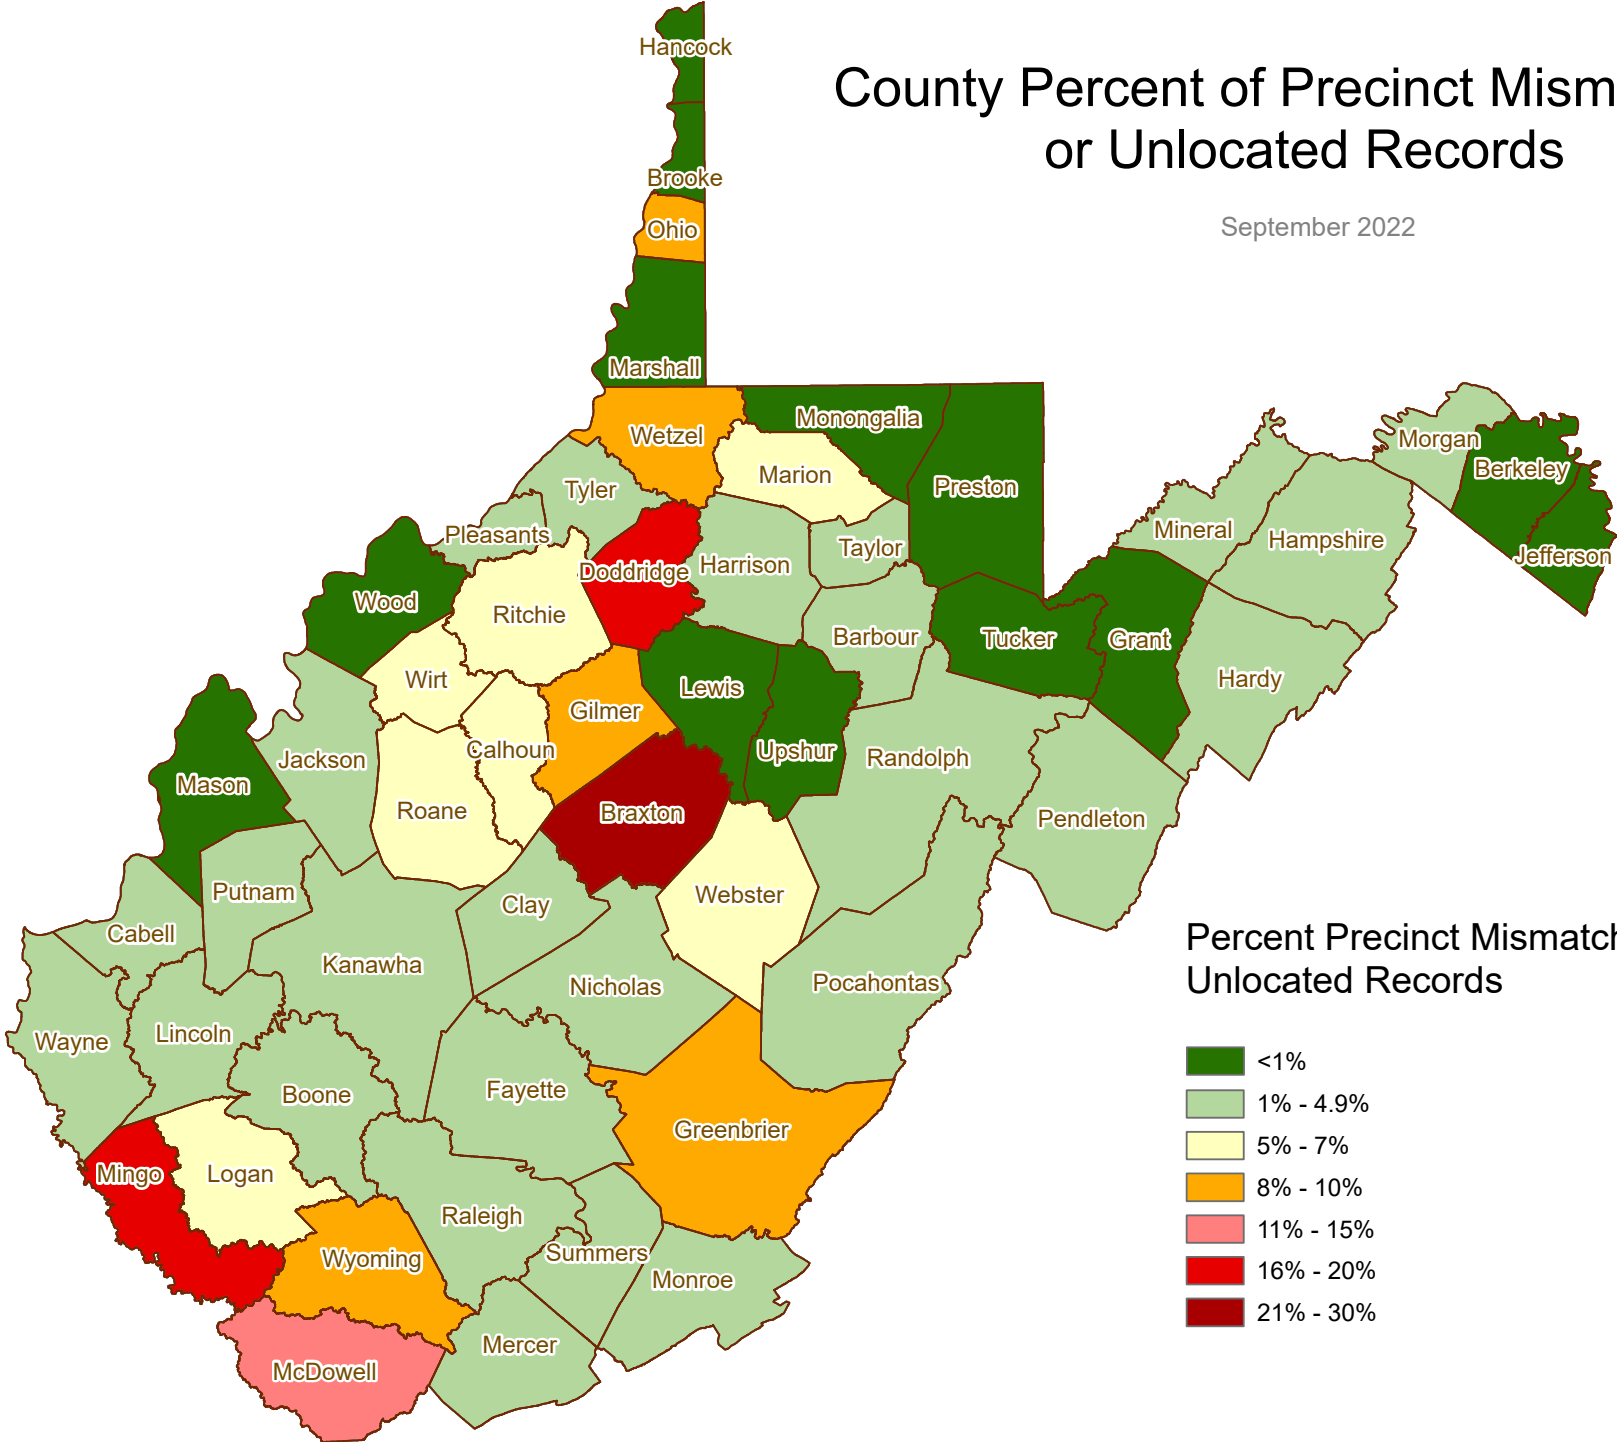 Hancock
County Percent of Precinct Mism
or Unlocated Records
Brooke
Ohio
September 2022
Marshall
Monongalia
Wetzel
Morgan
Marion
Berkeley
Tyler
Preston
Pleasants
Mineral
Hampshire
Taylor
Jefferson
Harrison
Doddridge
Wood
Ritchie
Barbour
Tucker
Grant
Wirt
Hardy
Lewis
Gilmer
Calhoun
Upshur
Jackson
Randolph
Mason
Roane
Braxton
Pendleton
Putnam
Webster
Clay
Cabell
Percent Precinct Mismatch
Unlocated Records
Kanawha
Pocahontas
Nicholas
Lincoln
Wayne
<1%
Fayette
Boone
1% - 4.9%
Greenbrier
5% - 7%
Mingo
Logan
8% - 10%
Raleigh
11% - 15%
Summers
Wyoming
16% - 20%
Monroe
21% - 30%
Mercer
McDowell